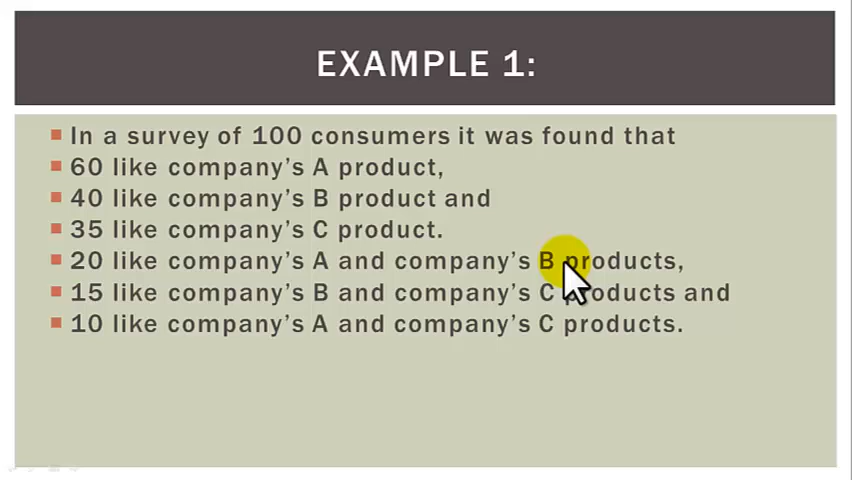 EXAMPLE 1:
In a survey of 100 consumers it was found that
60 like company's A product,
40 like company's B product and
35 like company's C product.
20 like company's A and company's B products,
15 like company's B and company's C products and
10 like company's A and company's C products.